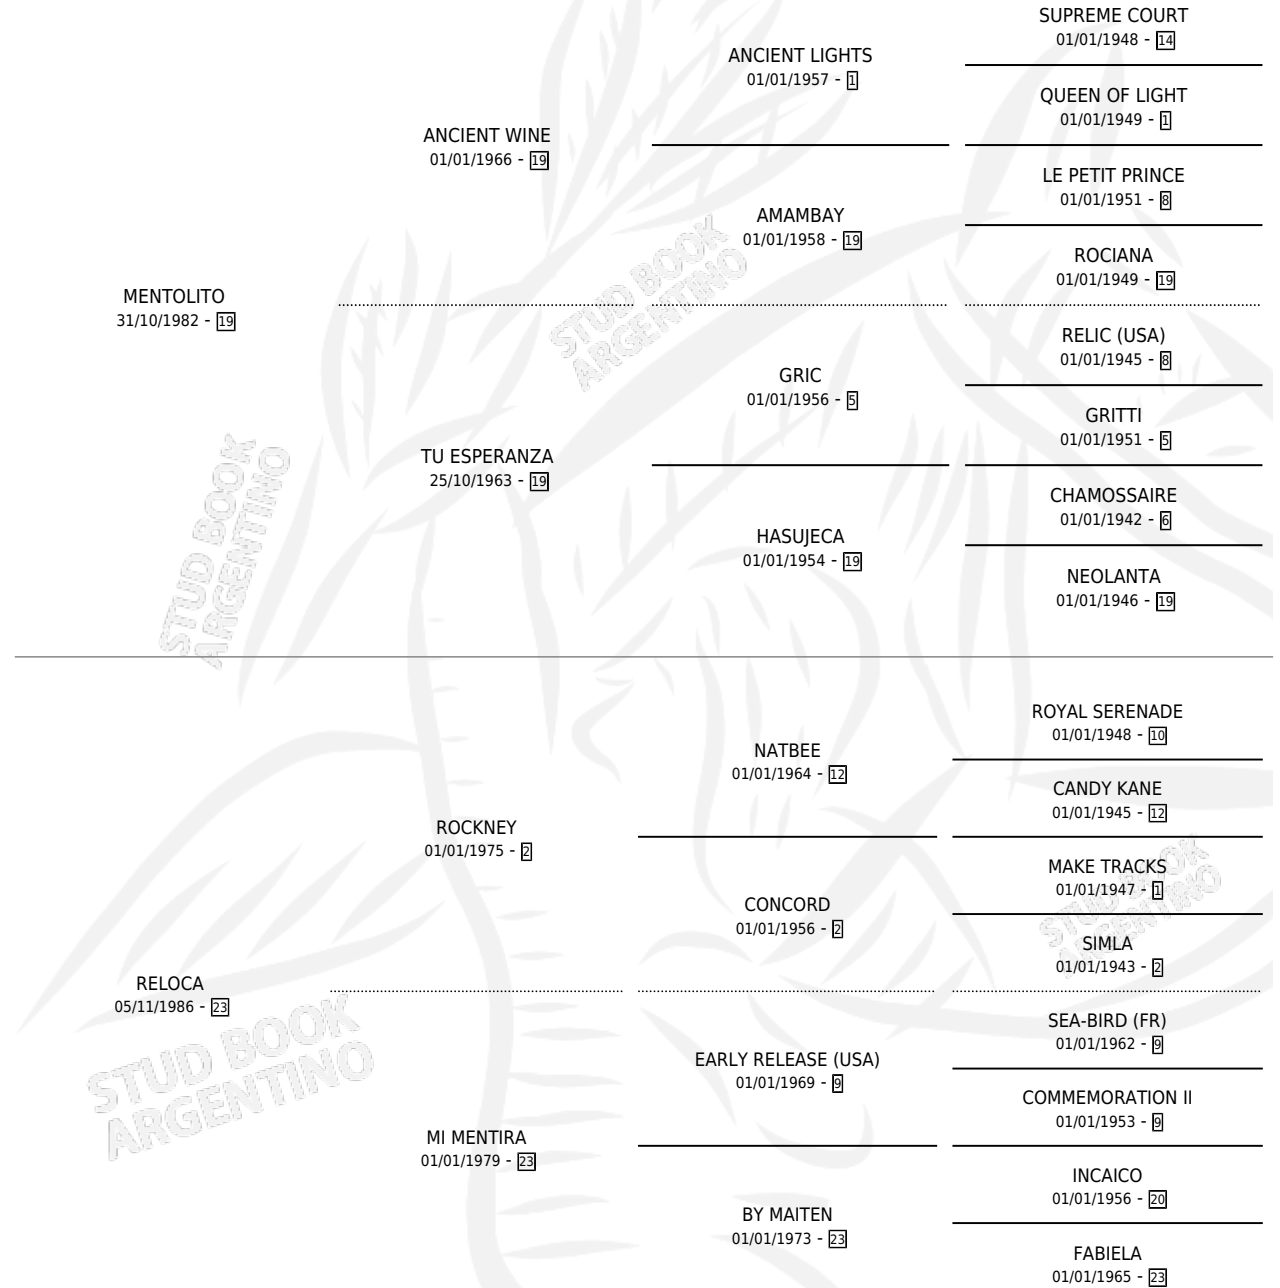 SUPREME COURT
01/01/1948 - 14
ANCIENT LIGHTS
01/01/1957 - 1
QUEEN OF LIGHT
01/01/1949 - 1
ANCIENT WINE
01/01/1966 - 19
LE PETIT PRINCE
01/01/1951 - 8
AMAMBAY
01/01/1958 - 19
ROCIANA
01/01/1949 - 19
MENTOLITO
31/10/1982 - 19
STUD BOOK
ARGENTINO
RELIC (USA)
01/01/1945 - 8
GRIC
01/01/1956 - 5
GRITTI
01/01/1951 - 5
TU ESPERANZA
25/10/1963 - 19
CHAMOSSAIRE
01/01/1942 - 6
HASUJECA
01/01/1954 - 19
NEOLANTA
01/01/1946 - 19
STUD BOOK
ARGENTINO
ROYAL SERENADE
01/01/1948 - 10
NATBEE
01/01/1964 - 12
CANDY KANE
01/01/1945 - 12
ROCKNEY
01/01/1975 - 2
MAKE TRACKS
01/01/1947 - 1
CONCORD
01/01/1956 - 2
SIMLA
01/01/1943 - 2
STUD BOOK
ARGENTINO
RELOCA
05/11/1986 - 23
SEA-BIRD (FR)
01/01/1962 - 9
EARLY RELEASE (USA)
01/01/1969 - 9
COMMEMORATION II
01/01/1953 - 9
STUD BOOK
ARGENTINO
MI MENTIRA
01/01/1979 - 23
INCAICO
01/01/1956 - 20
BY MAITEN
01/01/1973 - 23
FABIELA
01/01/1965 - 23